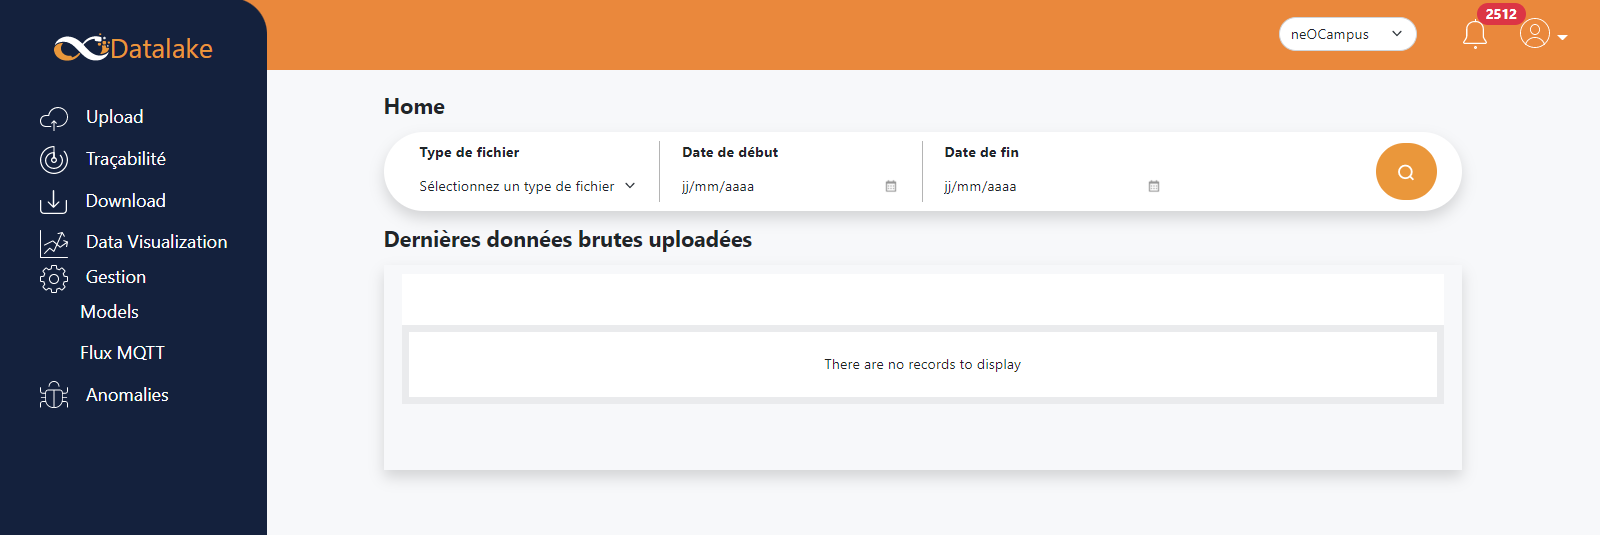 Datalake
neOCampus
2512
Upload
Traçabilité
Download
Data Visualization
Gestion
Models
Flux MQTT
Anomalies
Home
Type de fichier
Sélectionnez un type de fichier
Date de début
jj/mm/aaaa
Date de fin
jj/mm/aaaa
Dernières données brutes uploadées
There are no records to display